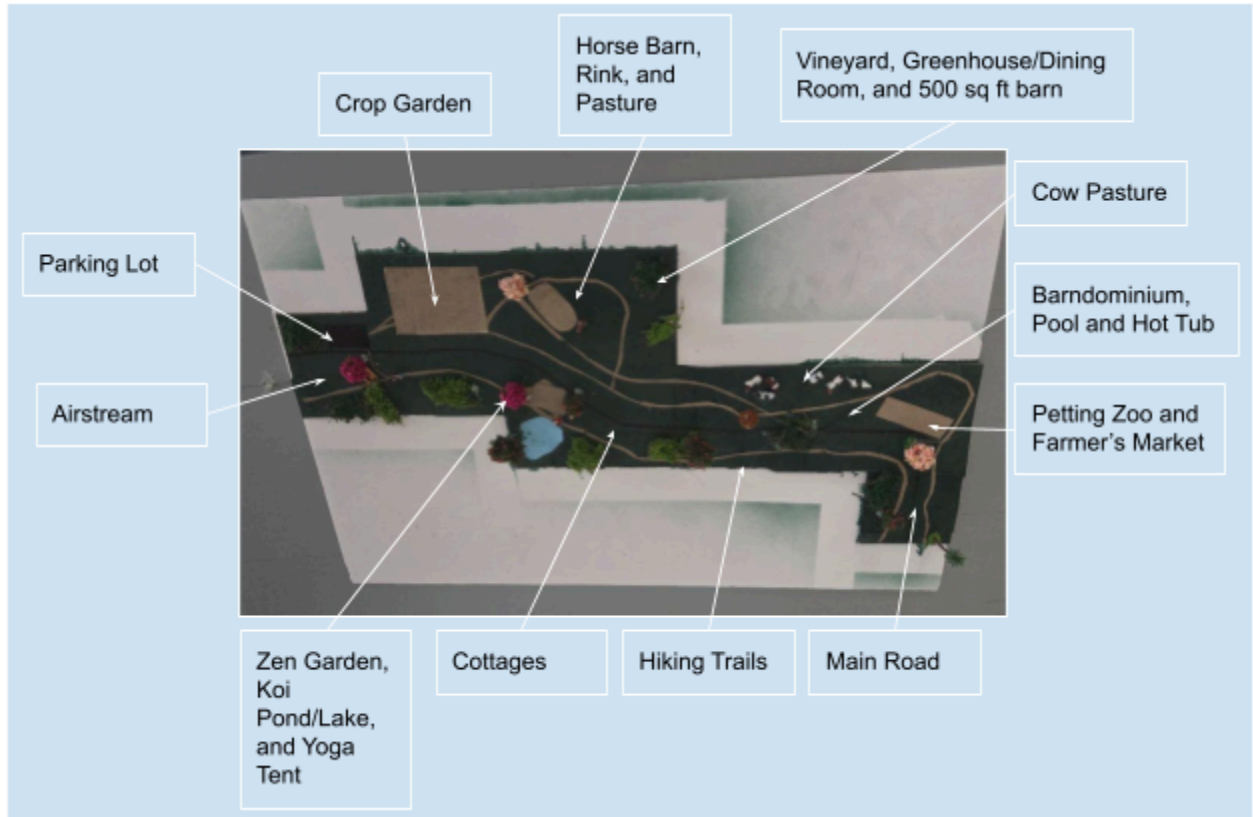 Horse Barn,
Rink, and
Pasture
Vineyard, Greenhouse/Dining
Room, and 500 sq ft barn
Crop Garden
Cow Pasture
Parking Lot
Barndominium,
Pool and Hot Tub
Airstream
Petting Zoo and
Farmer's Market
Zen Garden,
Koi
Pond/Lake,
and Yoga
Tent
Cottages
Hiking Trails
Main Road